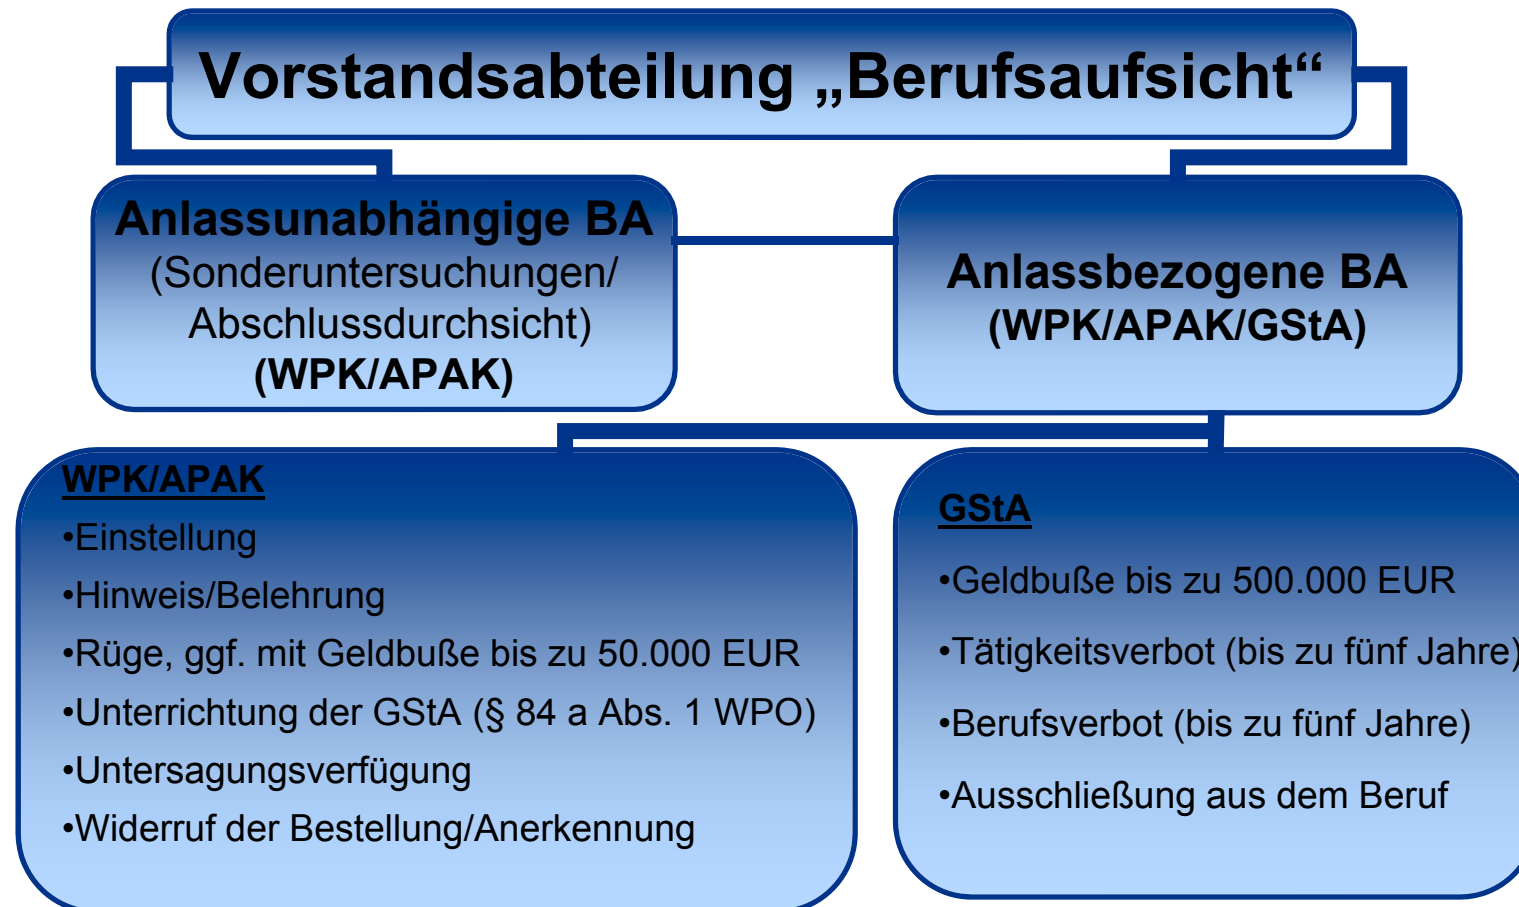 Vorstandsabteilung „Berufsaufsicht“
Anlassunabhängige BA
(Sonderuntersuchungen/
Abschlussdurchsicht)
(WPK/APAK)
Anlassbezogene BA
(WPK/APAK/GStA)
WPK/APAK
•Einstellung
•Hinweis/Belehrung
•Rüge, ggf. mit Geldbuße bis zu 50.000 EUR
•Unterrichtung der GStA (§ 84 a Abs. 1 WPO)
•Untersagungsverfügung
•Widerruf der Bestellung/Anerkennung
GStA
•Geldbuße bis zu 500.000 EUR
•Tätigkeitsverbot (bis zu fünf Jahre)
•Berufsverbot (bis zu fünf Jahre)
•Ausschließung aus dem Beruf